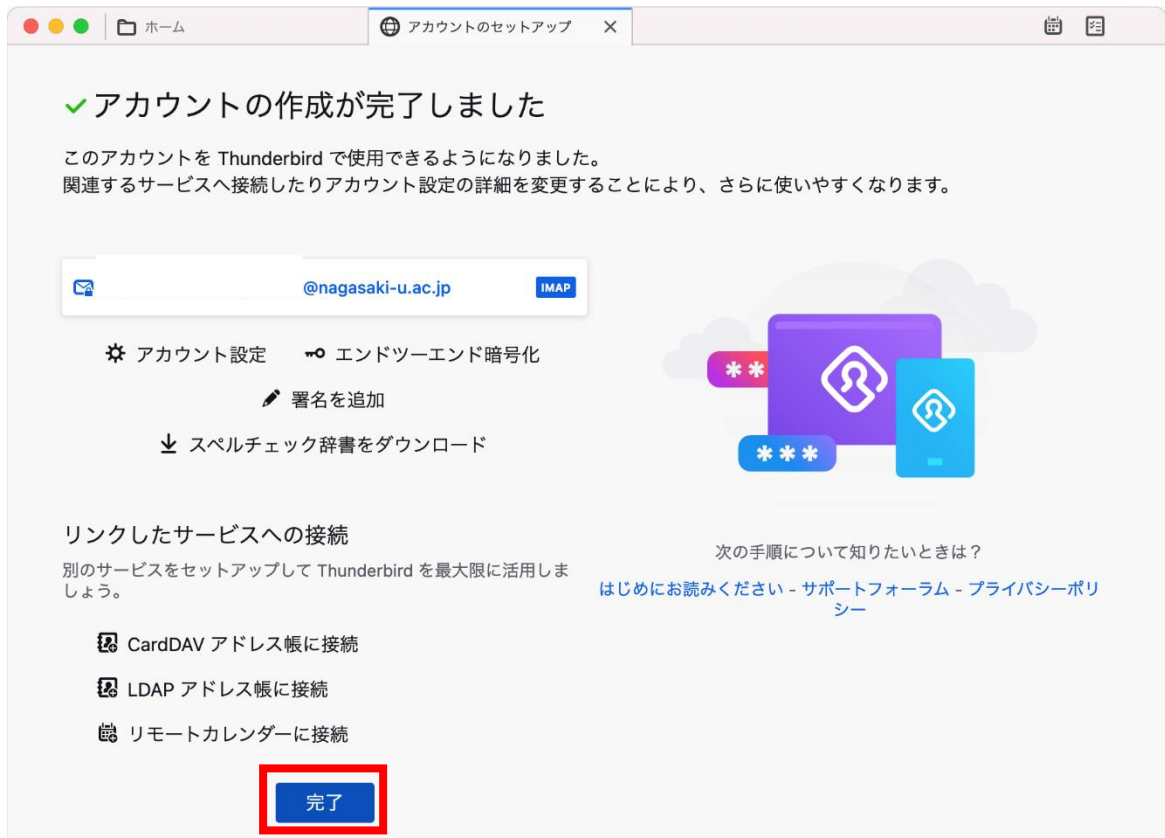 ホーム
アカウントのセットアップ
アカウントの作成が完了しました
このアカウントを Thunderbird で使用できるようになりました。
関連するサービスへ接続したりアカウント設定の詳細を変更することにより、さらに使いやすくなります。
@nagasaki-u.ac.jp
IMAP
アカウント設定
エンドツーエンド暗号化
署名を追加
スペルチェック辞書をダウンロード
***
***
リンクしたサービスへの接続
別のサービスをセットアップして Thunderbird を最大限に活用しま
しょう。
CardDAV アドレス帳に接続
LDAP アドレス帳に接続
リモートカレンダーに接続
次の手順について知りたいときは？
はじめにお読みください - サポートフォーラム - プライバシーポリ
シー
完了